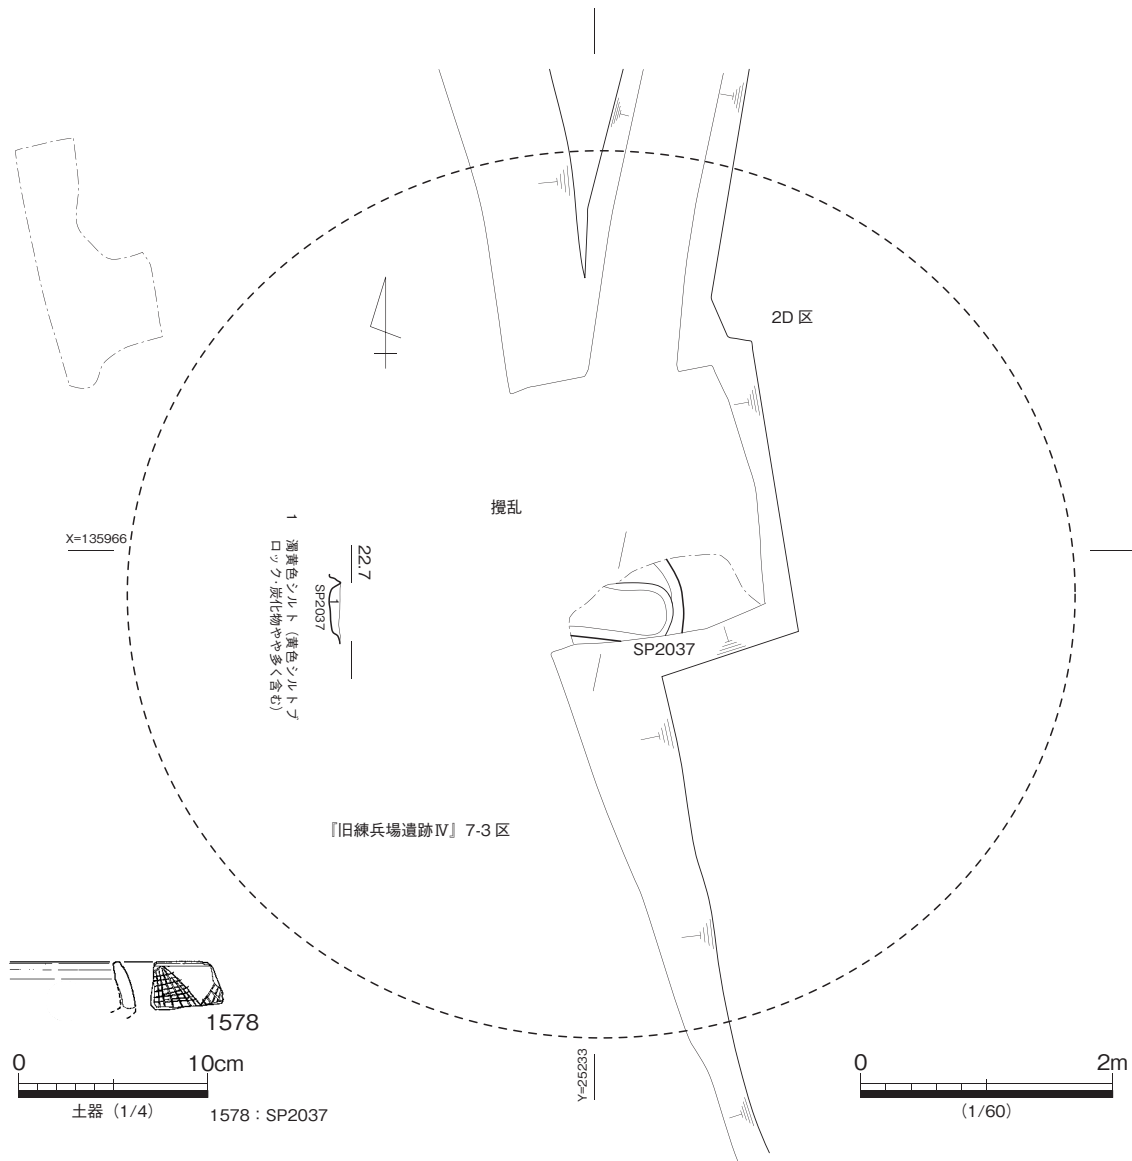 2D 区
攪乱
X=135966
22.7
1
SP2037
1 濁黄色シルト（黄色シルトブ
ロック・炭化物やや多く含む）
SP2037
『旧練兵場遺跡Ⅳ』7-3 区
1578
0 10cm
土器（1/4）
1578：SP2037
Y=25233
0 2m
（1/60）